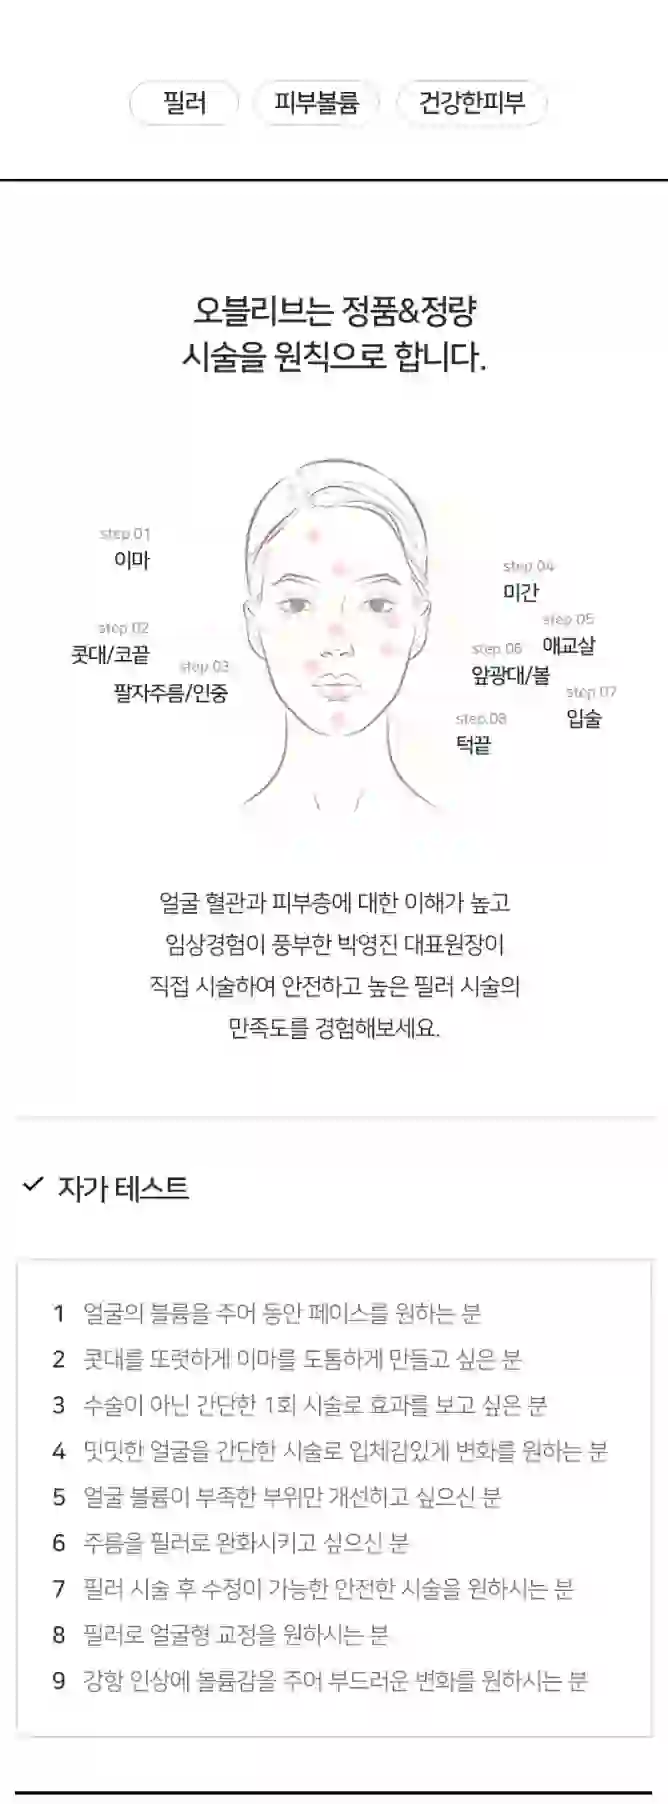 필러
피부볼륨
건강한피부
오블리브는 정품&정량
시술을 원칙으로 합니다.
step 01
이마
step 02
콧대/코끝
step 03
팔자주름/인중
step 04
미간
step 05
애교살
step 06
앞광대/볼
step 07
입술
step.08
턱끝
얼굴 혈관과 피부층에 대한 이해가 높고
임상경험이 풍부한 박영진 대표원장이
직접 시술하여 안전하고 높은 필러 시술의
만족도를 경험해보세요.
자가 테스트
1 얼굴의 볼륨을 주어 동안 페이스를 원하는 분
2 콧대를 또렷하게 이마를 도톰하게 만들고 싶은 분
3 수술이 아닌 간단한 1회 시술로 효과를 보고 싶은 분
4 밋밋한 얼굴을 간단한 시술로 입체감있게 변화를 원하는 분
5 얼굴 볼륨이 부족한 부위만 개선하고 싶으신 분
6 주름을 필러로 완화시키고 싶으신 분
7 필러 시술 후 수정이 가능한 안전한 시술을 원하시는 분
8 필러로 얼굴형 교정을 원하시는 분
9 강항 인상에 볼륨감을 주어 부드러운 변화를 원하시는 분